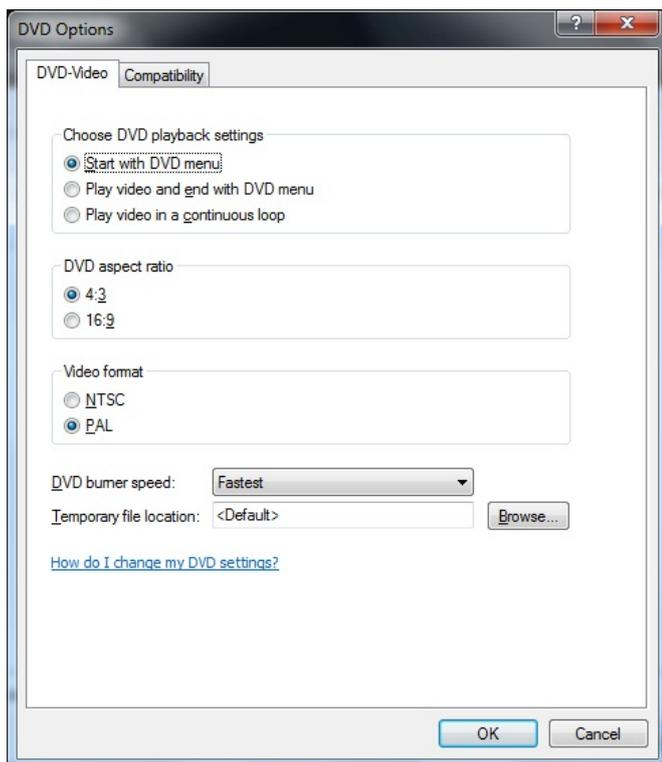 DVD Options
DVD-Video Compatibility
Choose DVD playback settings
Start with DVD menu
Play video and end with DVD menu
Play video in a continuous loop
DVD aspect ratio
4:3
16:9
Video format
NTSC
PAL
DVD burner speed: Fastest
Temporary file location: <Default> Browse...
How do I change my DVD settings?
OK Cancel